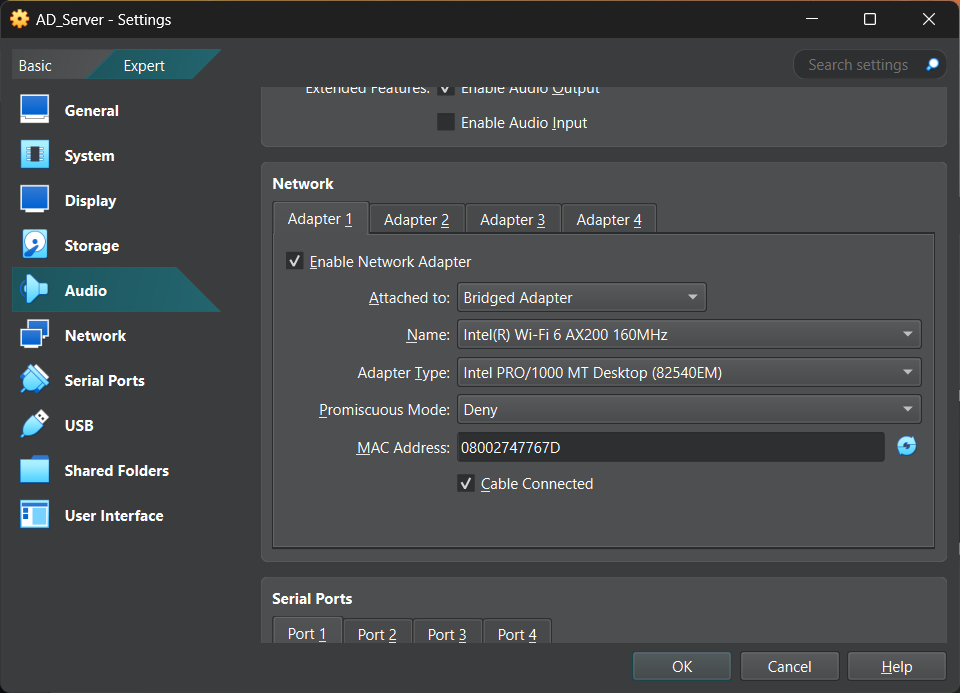 AD_Server - Settings
Basic
Expert
Search settings
General
System
Display
Storage
Audio
Network
Serial Ports
USB
Shared Folders
User Interface
Extended Features: Enable Audio Output
Enable Audio Input
Network
Adapter 1 Adapter 2 Adapter 3 Adapter 4
Enable Network Adapter
Attached to: Bridged Adapter
Name: Intel(R) Wi-Fi 6 AX200 160MHz
Adapter Type: Intel PRO/1000 MT Desktop (82540EM)
Promiscuous Mode: Deny
MAC Address: 08002747767D
Cable Connected
Serial Ports
Port 1 Port 2 Port 3 Port 4
OK Cancel Help